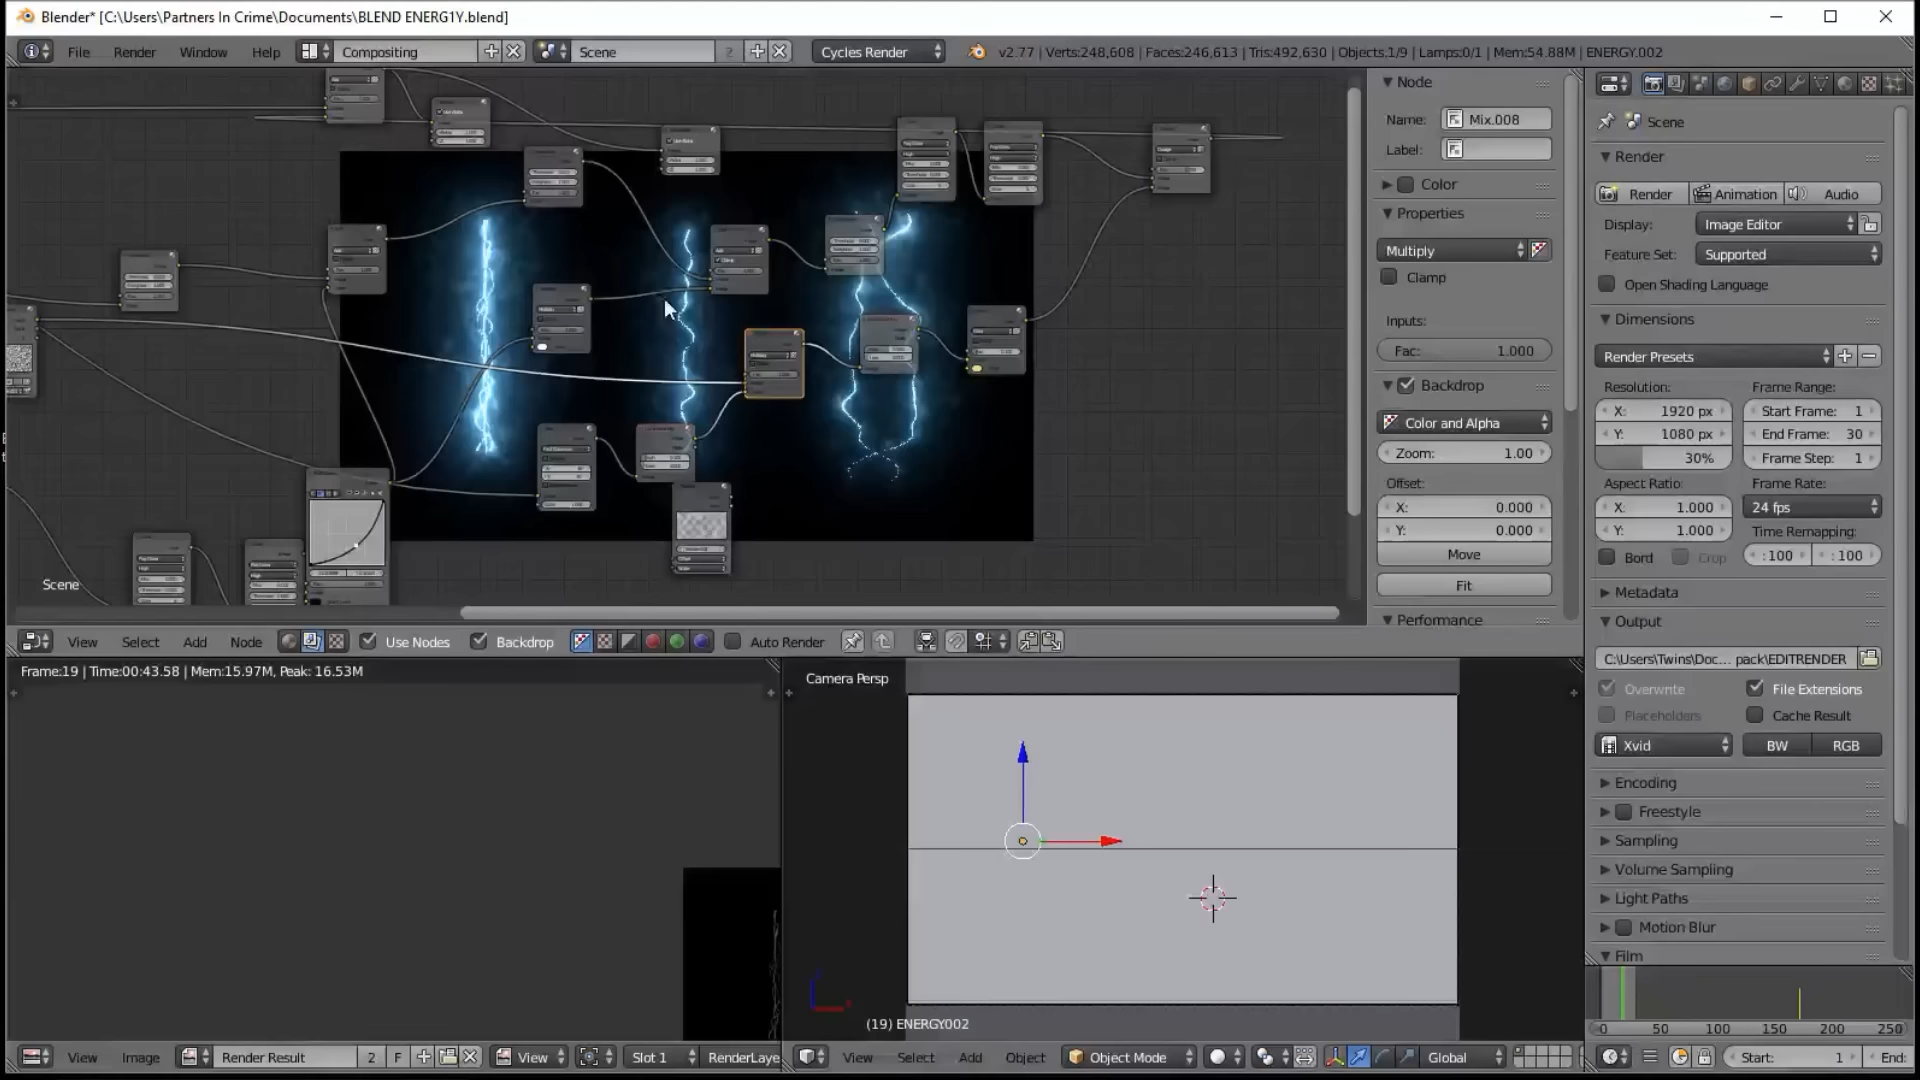 Blender* [C:\Users\Partners In Crime\Documents\BLEND ENERG1Y.blend]
File Render Window Help Compositing Scene 2 Cycles Render v2.77 | Verts:248,608 | Faces:246,613 | Tris:492,630 | Objects:1/9 | Lamps:0/1 | Mem:54.88M | ENERGY.002
Node
Name: Mix.008
Label:
Color
Properties
Multiply
Clamp
Inputs:
Fac: 1.000
Backdrop
Color and Alpha
Zoom: 1.00
Offset:
X: 0.000
Y: 0.000
Move
Fit
Performance
Scene
Render
Render Animation Audio
Display: Image Editor
Feature Set: Supported
Open Shading Language
Dimensions
Render Presets
Resolution: Frame Range:
X: 1920 px Start Frame: 1
Y: 1080 px End Frame: 30
30% Frame Step: 1
Aspect Ratio: Frame Rate:
X: 1.000 24 fps
Y: 1.000 Time Remapping:
Bord Crop :100 :100
Metadata
Output
C:\Users\Twins\Doc... pack\EDITRENDER
Overwrite File Extensions
Placeholders Cache Result
Xvid BW RGB
Encoding
Freestyle
Sampling
Volume Sampling
Light Paths
Motion Blur
Film
Scene
View Select Add Node Use Nodes Backdrop Auto Render
Frame:19 | Time:00:43.58 | Mem:15.97M, Peak: 16.53M
Camera Persp
(19) ENERGY002
0 50 100 150 200 250
View Image Render Result 2 F View Slot 1 RenderLaye
View Select Add Object Object Mode Global
Start: 1 End: